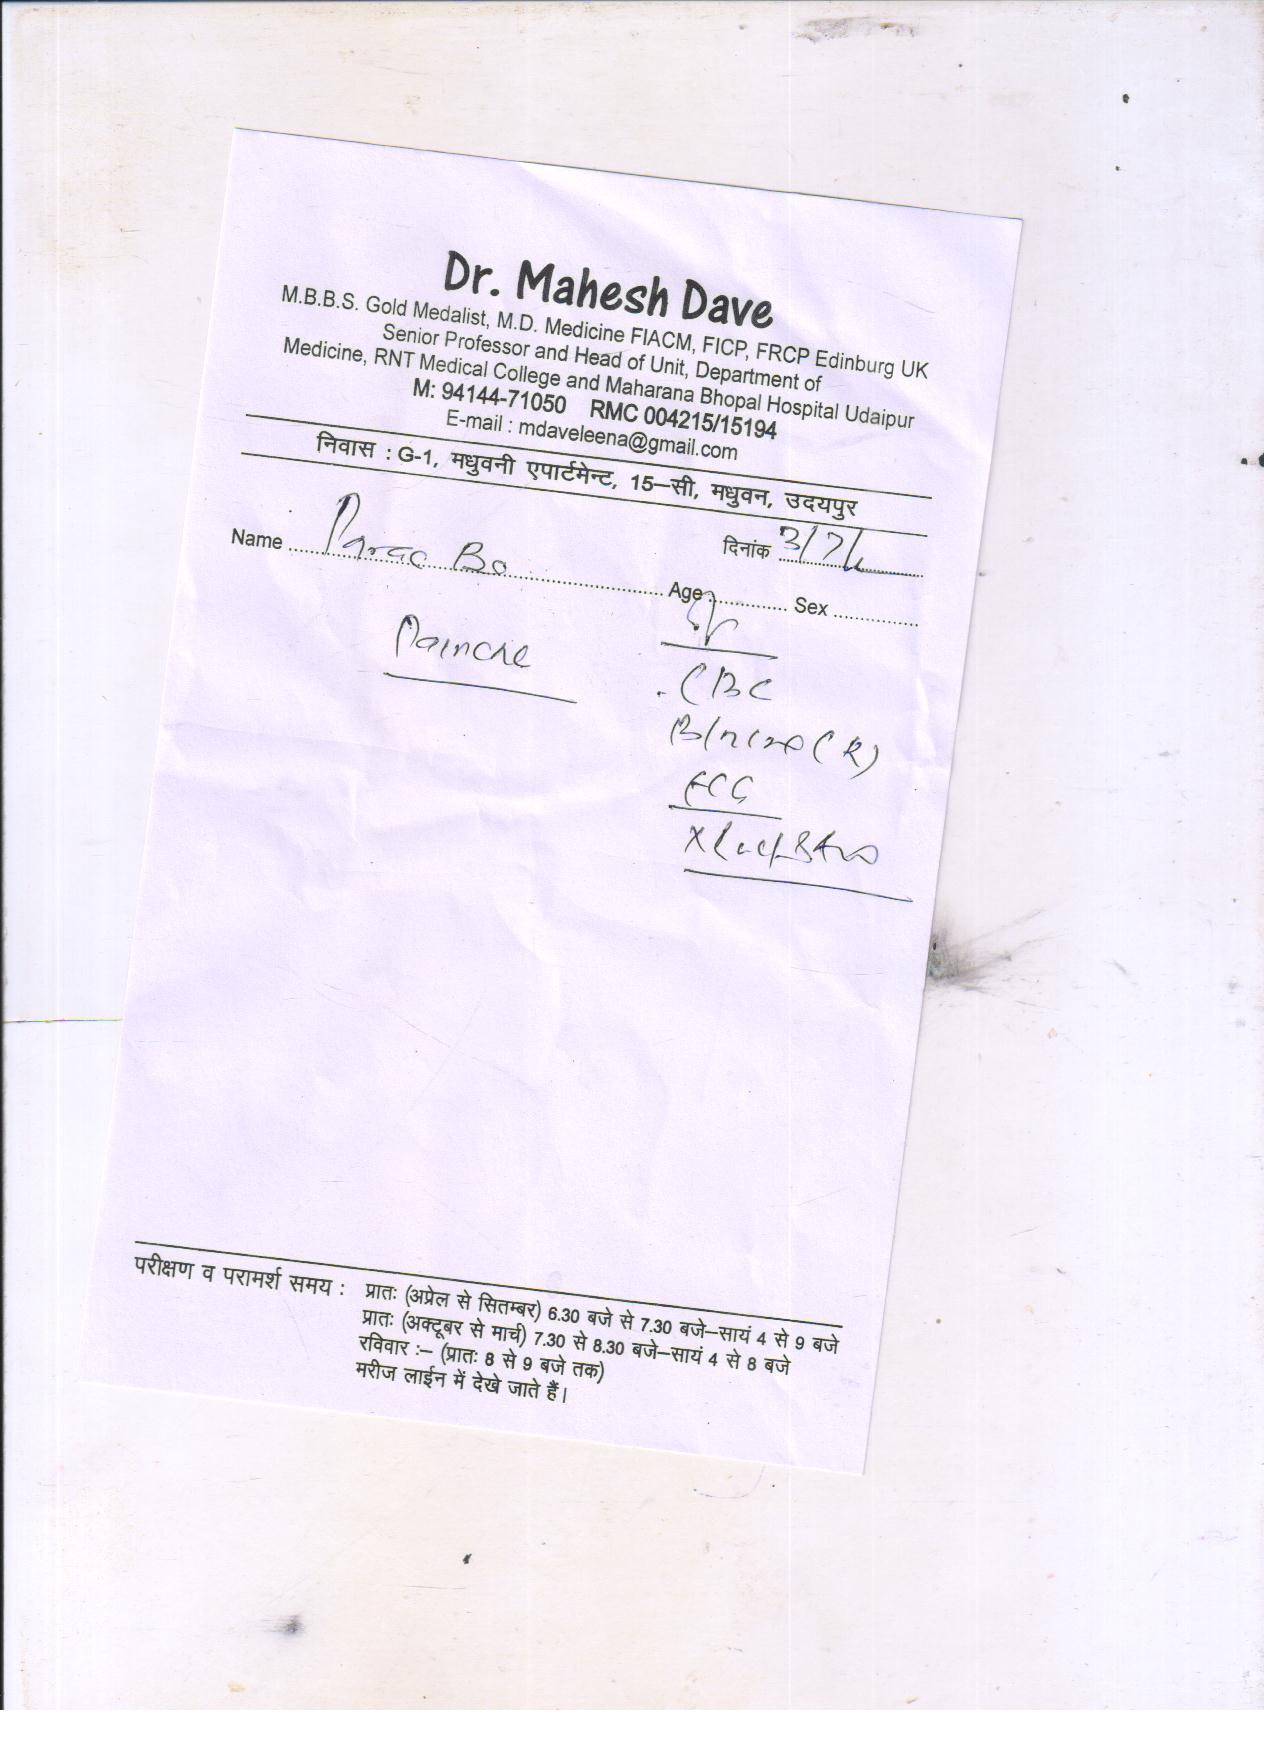 Dr. Mahesh Dave
M.B.B.S. Gold Medalist, M.D. Medicine FIACM, FICP, FRCP Edinburg UK
Senior Professor and Head of Unit, Department of
Medicine, RNT Medical College and Maharana Bhopal Hospital Udaipur
M: 94144-71050 RMC 004215/15194
E-mail : mdaveleena@gmail.com
निवास : G-1, मधुवनी एपार्टमेन्ट, 15–सी, मधुवन, उदयपुर
दिनांक 3/7/
Name Age Sex
CBC
(R)
ECG
परीक्षण व परामर्श समय : प्रातः (अप्रेल से सितम्बर) 6.30 बजे से 7.30 बजे–सायं 4 से 9 बजे
प्रातः (अक्टूबर से मार्च) 7.30 से 8.30 बजे–सायं 4 से 8 बजे
रविवार :– (प्रातः 8 से 9 बजे तक)
मरीज लाईन में देखे जाते हैं।